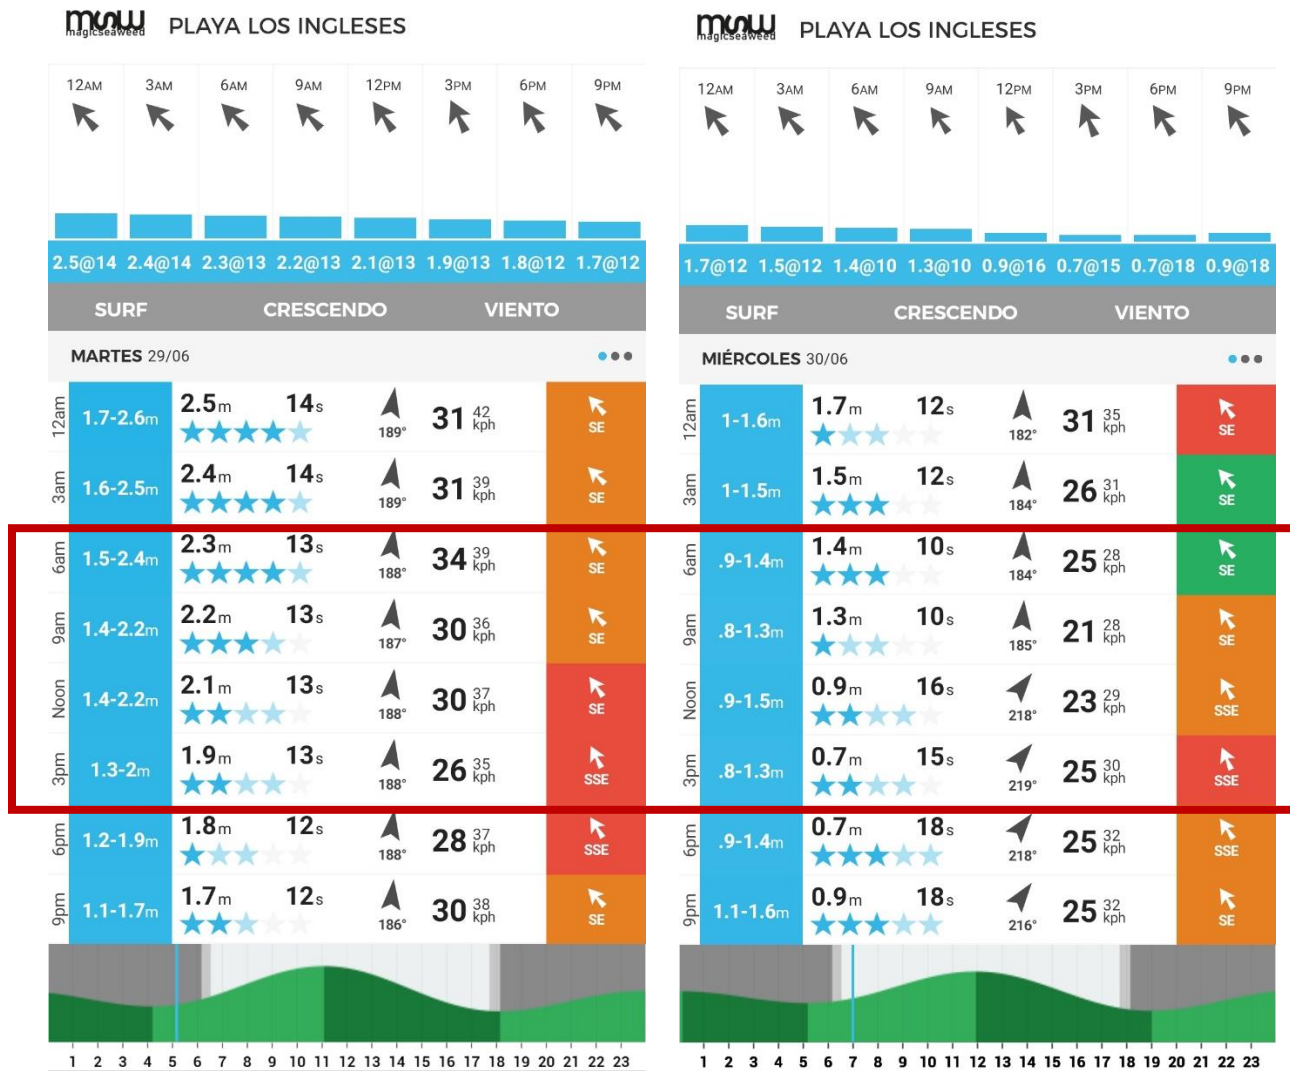 msw
magicseaweed
PLAYA LOS INGLESES
12AM 3AM 6AM 9AM 12PM 3PM 6PM 9PM
2.5@14 2.4@14 2.3@13 2.2@13 2.1@13 1.9@13 1.8@12 1.7@12
SURF CRESCENDO VIENTO
MARTES 29/06
12am 1.7-2.6m 2.5m 14s 189° 31 42 kph SE
3am 1.6-2.5m 2.4m 14s 189° 31 39 kph SE
6am 1.5-2.4m 2.3m 13s 188° 34 39 kph SE
9am 1.4-2.2m 2.2m 13s 187° 30 36 kph SE
Noon 1.4-2.2m 2.1m 13s 188° 30 37 kph SE
3pm 1.3-2m 1.9m 13s 188° 26 35 kph SSE
6pm 1.2-1.9m 1.8m 12s 188° 28 37 kph SSE
9pm 1.1-1.7m 1.7m 12s 186° 30 38 kph SE
1 2 3 4 5 6 7 8 9 10 11 12 13 14 15 16 17 18 19 20 21 22 23
msw
magicseaweed
PLAYA LOS INGLESES
12AM 3AM 6AM 9AM 12PM 3PM 6PM 9PM
1.7@12 1.5@12 1.4@10 1.3@10 0.9@16 0.7@15 0.7@18 0.9@18
SURF CRESCENDO VIENTO
MIÉRCOLES 30/06
12am 1-1.6m 1.7m 12s 182° 31 35 kph SE
3am 1-1.5m 1.5m 12s 184° 26 31 kph SE
6am .9-1.4m 1.4m 10s 184° 25 28 kph SE
9am .8-1.3m 1.3m 10s 185° 21 28 kph SE
Noon .9-1.5m 0.9m 16s 218° 23 29 kph SSE
3pm .8-1.3m 0.7m 15s 219° 25 30 kph SSE
6pm .9-1.4m 0.7m 18s 218° 25 32 kph SSE
9pm 1.1-1.6m 0.9m 18s 216° 25 32 kph SE
1 2 3 4 5 6 7 8 9 10 11 12 13 14 15 16 17 18 19 20 21 22 23